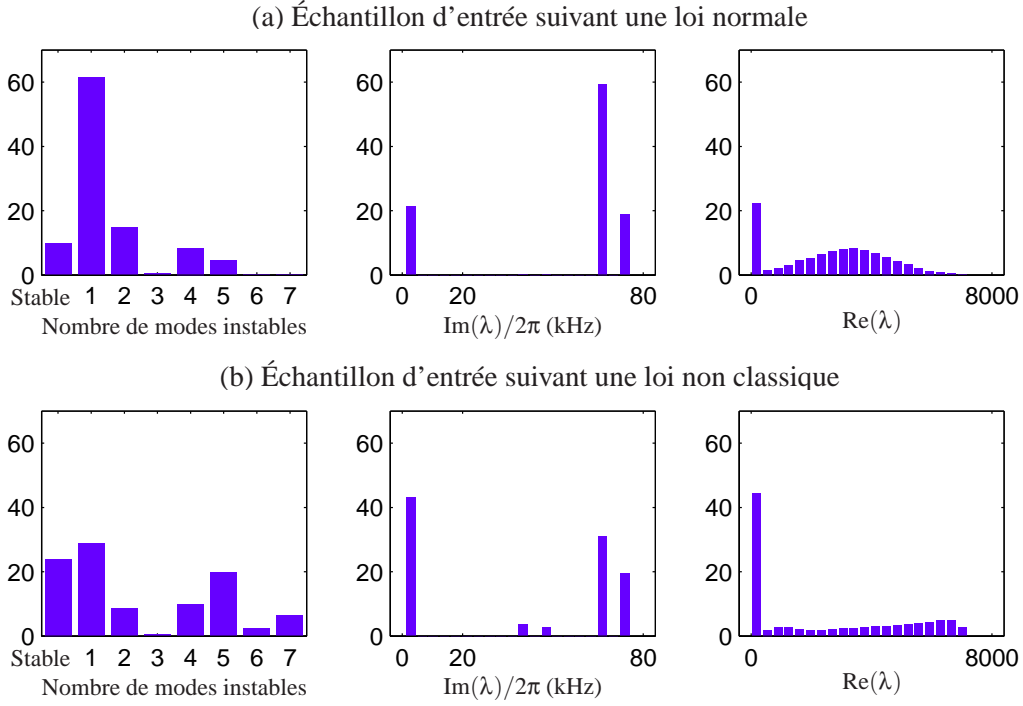 (a) Échantillon d'entrée suivant une loi normale
60
40
20
0
Stable 1 2 3 4 5 6 7
Nombre de modes instables
60
40
20
0
0 20 80
Im(λ)/2π (kHz)
60
40
20
0
0 8000
Re(λ)
(b) Échantillon d'entrée suivant une loi non classique
60
40
20
0
Stable 1 2 3 4 5 6 7
Nombre de modes instables
60
40
20
0
0 20 80
Im(λ)/2π (kHz)
60
40
20
0
0 8000
Re(λ)